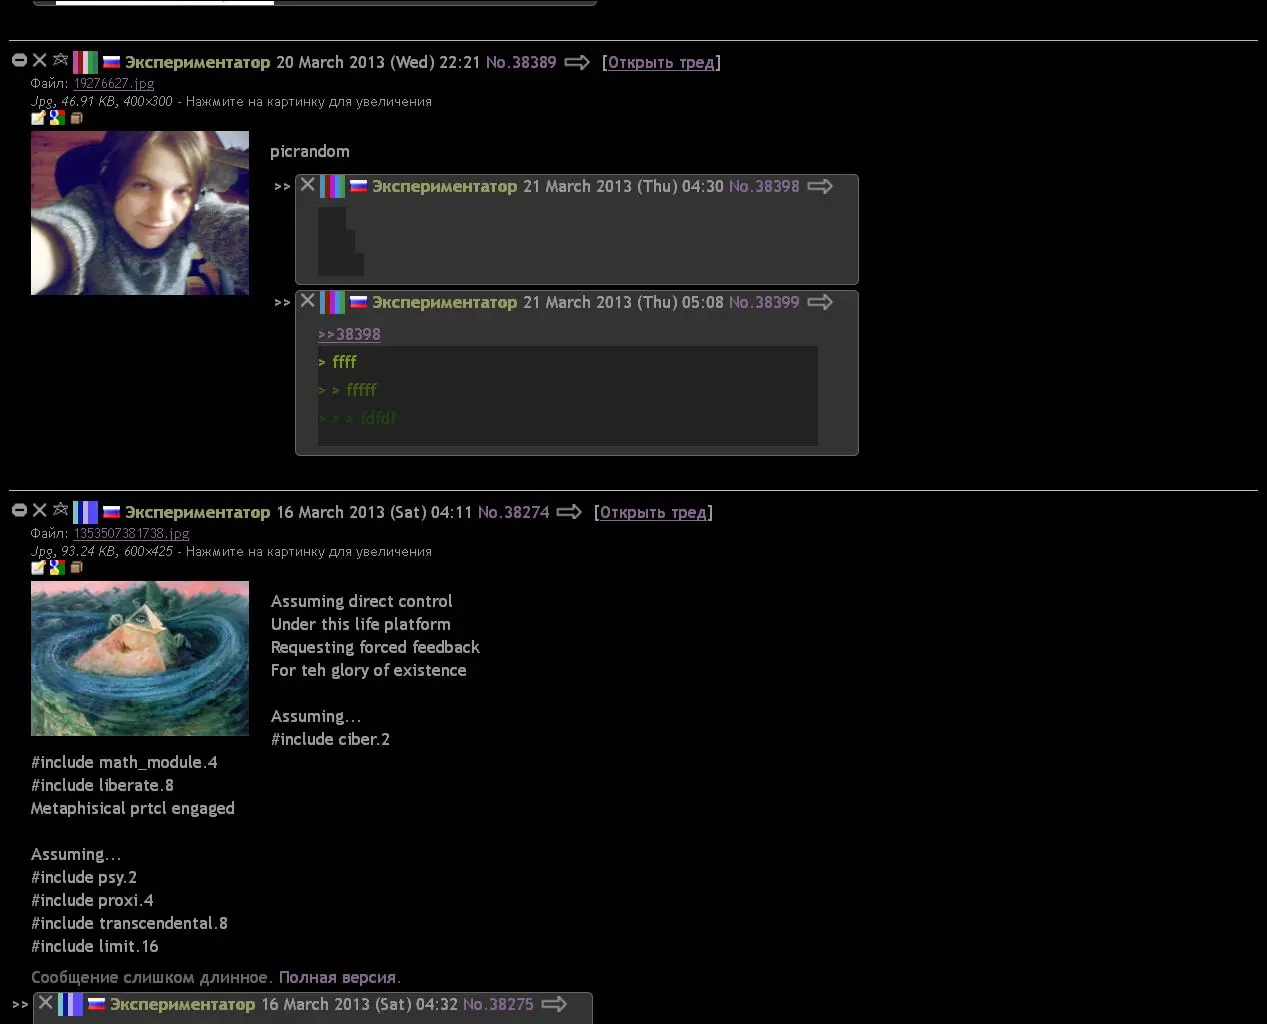 Экспериментатор 20 March 2013 (Wed) 22:21 No.38389 [Открыть тред]
Файл: 19276627.jpg
Jpg, 46.91 KB, 400×300 - Нажмите на картинку для увеличения
picrandom
>> Экспериментатор 21 March 2013 (Thu) 04:30 No.38398
>> Экспериментатор 21 March 2013 (Thu) 05:08 No.38399
>>38398
> ffff
> > fffff
> > > fdfdf
Экспериментатор 16 March 2013 (Sat) 04:11 No.38274 [Открыть тред]
Файл: 1353507381738.jpg
Jpg, 93.24 KB, 600×425 - Нажмите на картинку для увеличения
Assuming direct control
Under this life platform
Requesting forced feedback
For teh glory of existence
Assuming...
#include ciber.2
#include math_module.4
#include liberate.8
Metaphisical prtcl engaged
Assuming...
#include psy.2
#include proxi.4
#include transcendental.8
#include limit.16
Сообщение слишком длинное. Полная версия.
>> Экспериментатор 16 March 2013 (Sat) 04:32 No.38275